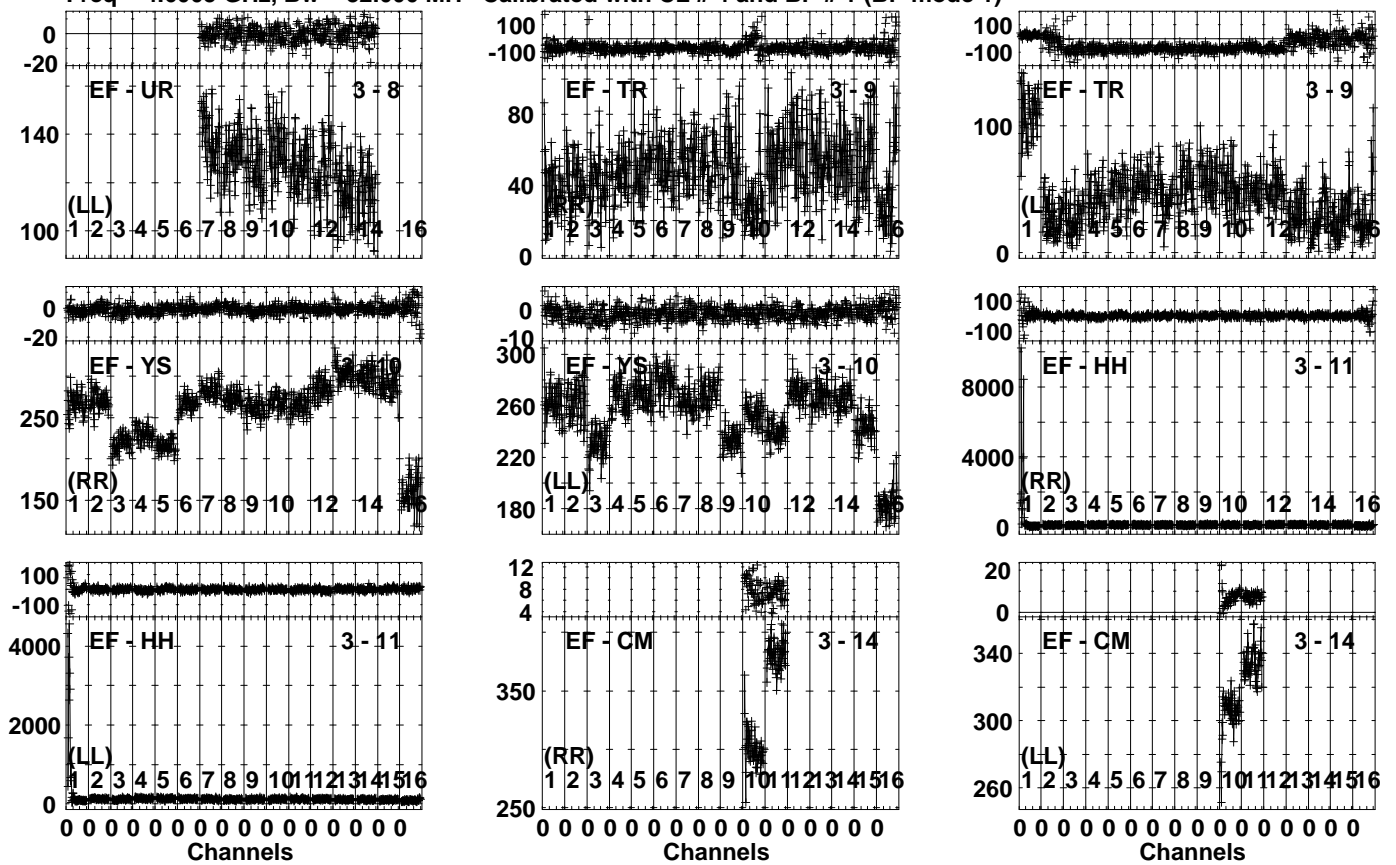 Freq GHz, Bw MH Calibrated with CL # 4 and BP # 1 (BP mode 1)
0
-20
EF - UR 3 - 8
140
(LL)
100
1 2 3 4 5 6 7 8 9 10 12 14 16
100
-100
EF - TR 3 - 9
80
40
(RR)
0
1 2 3 4 5 6 7 8 9 10 12 14 16
100
-100
EF - TR 3 - 9
100
(LL)
0
1 2 3 4 5 6 7 8 9 10 12 14 16
0
-20
EF - YS 3 - 10
250
(RR)
150
1 2 3 4 5 6 7 8 9 10 12 14 16
0
-10
300
EF - YS 3 - 10
260
220
(LL)
180
1 2 3 4 5 6 7 8 9 10 12 14 16
100
-100
EF - HH 3 - 11
8000
4000
(RR)
0
1 2 3 4 5 6 7 8 9 10 12 14 16
100
-100
EF - HH 3 - 11
4000
2000
(LL)
0
1 2 3 4 5 6 7 8 9 10 11 12 13 14 15 16
0 0 0 0 0 0 0 0 0 0 0 0 0 0 0 0
Channels
12
8
4
EF - CM 3 - 14
350
(RR)
250
1 2 3 4 5 6 7 8 9 10 11 12 13 14 15 16
0 0 0 0 0 0 0 0 0 0 0 0 0 0 0 0
Channels
20
0
EF - CM 3 - 14
340
300
(LL)
260
1 2 3 4 5 6 7 8 9 10 11 12 13 14 15 16
0 0 0 0 0 0 0 0 0 0 0 0 0 0 0 0
Channels